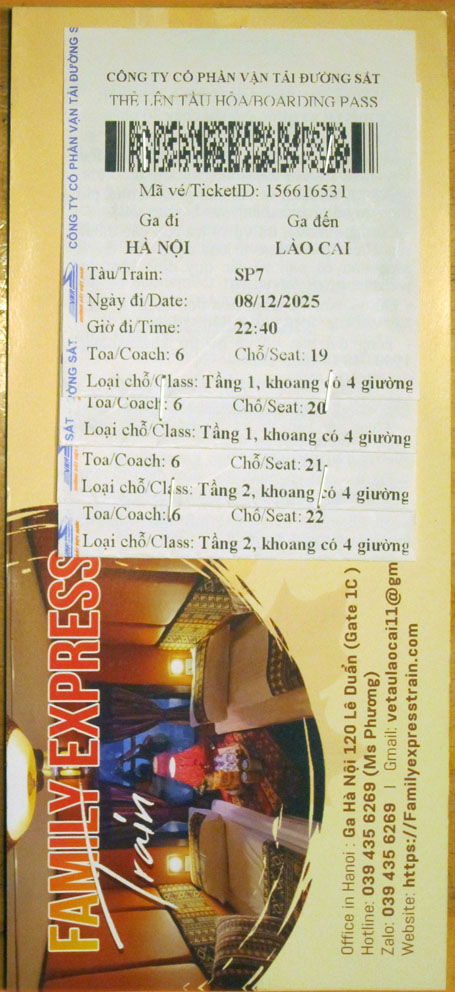 CÔNG TY CỔ PHẦN VẬN TẢI ĐƯỜNG SẮT
THẺ LÊN TÀU HỎA/BOARDING PASS
Mã vé/TicketID: 156616531
Ga đi Ga đến
HÀ NỘI LÀO CAI
Tàu/Train: SP7
Ngày đi/Date: 08/12/2025
Giờ đi/Time: 22:40
Toa/Coach: 6 Chỗ/Seat: 19
Loại chỗ/Class: Tầng 1, khoang có 4 giường
Toa/Coach: 6 Chỗ/Seat: 20
Loại chỗ/Class: Tầng 1, khoang có 4 giường
Toa/Coach: 6 Chỗ/Seat: 21
Loại chỗ/Class: Tầng 2, khoang có 4 giường
Toa/Coach: 6 Chỗ/Seat: 22
Loại chỗ/Class: Tầng 2, khoang có 4 giường
CÔNG TY CỔ PHẦN VẬN TẢI ĐƯỜNG S
ỜNG SẮT
SẮT
FAMILY EXPRESS
Train
Office in Hanoi : Ga Hà Nội 120 Lê Duẩn (Gate 1C )
Hotline: 039 435 6269 (Ms Phương)
Zalo: 039 435 6269 | Gmail: vetaulaocai11@gm
Website: https://Familyexpresstrain.com